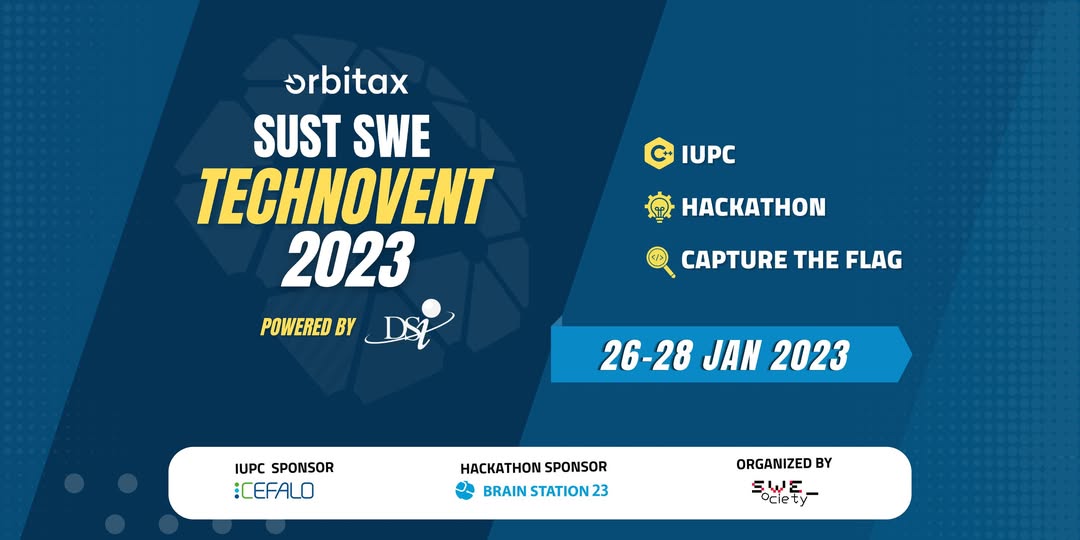 orbitax
SUST SWE
TECHNOVENT
2023
POWERED BY DSi
C++ IUPC
HACKATHON
</> CAPTURE THE FLAG
26-28 JAN 2023
IUPC SPONSOR
CEFALO
HACKATHON SPONSOR
BRAIN STATION 23
ORGANIZED BY
SWE_
ociety